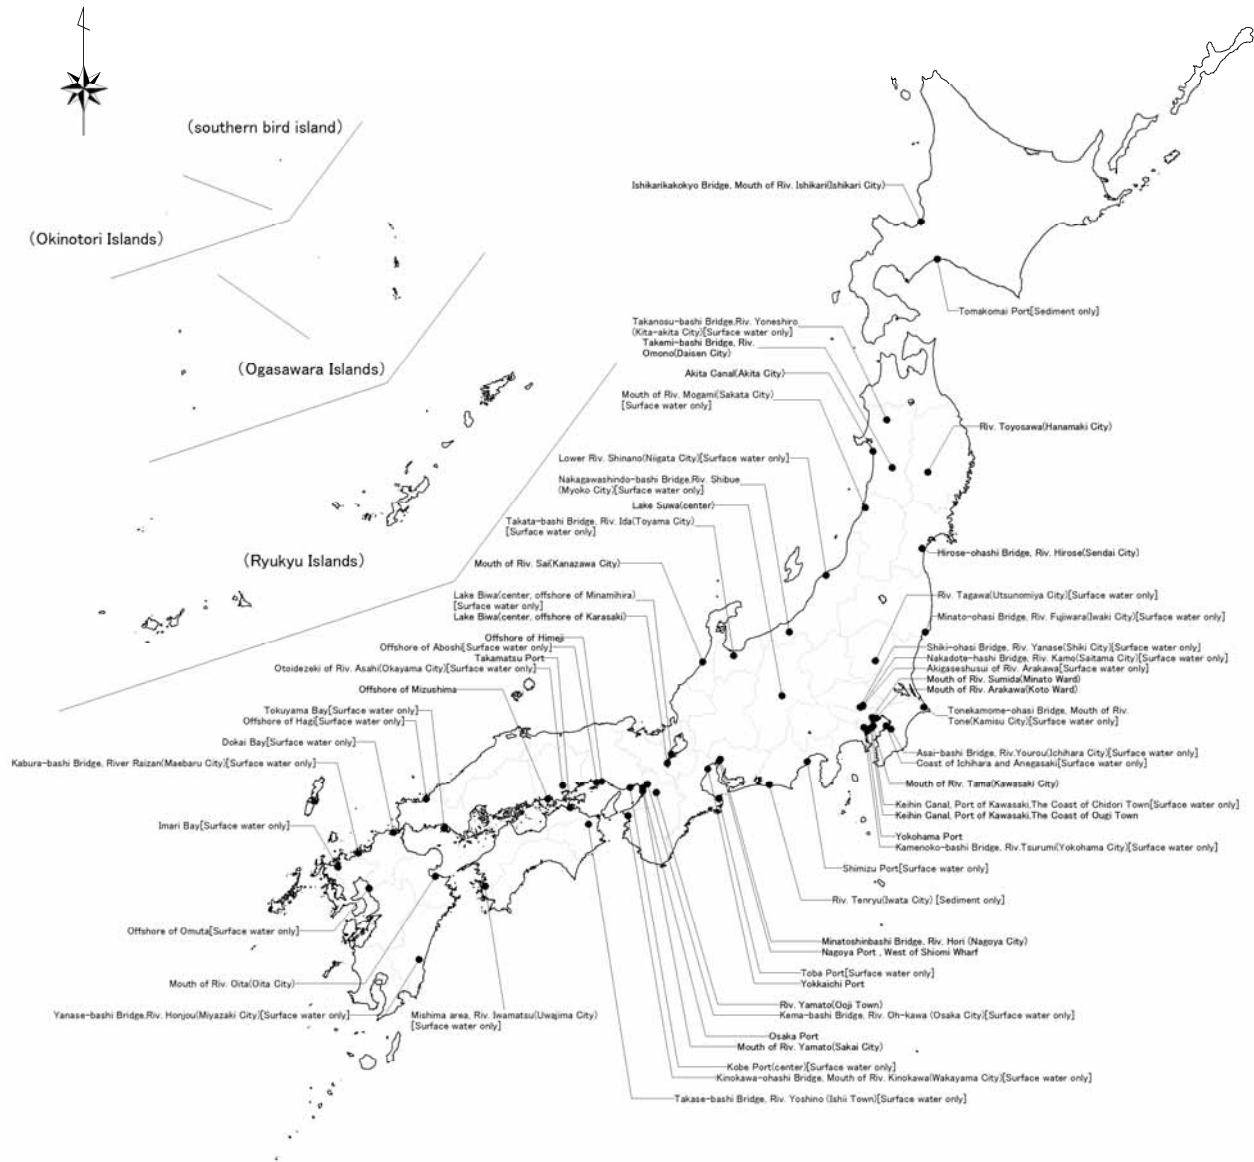 (southern bird island)
(Okinotori Islands)
(Ogasawara Islands)
(Ryukyu Islands)
Ishikarikakokyo Bridge, Mouth of Riv. Ishikari(Ishikari City)
Tomakomai Port[Sediment only]
Takanosu-bashi Bridge,Riv. Yoneshiro
(Kita-akita City)[Surface water only]
Takemi-bashi Bridge, Riv.
Omono(Daisen City)
Akita Canal(Akita City)
Mouth of Riv. Mogami(Sakata City)
[Surface water only]
Riv. Toyosawa(Hanamaki City)
Lower Riv. Shinano(Niigata City)[Surface water only]
Nakagawashindo-bashi Bridge,Riv. Shibue
(Myoko City)[Surface water only]
Lake Suwa(center)
Takata-bashi Bridge, Riv. Ida(Toyama City)
[Surface water only]
Hirose-ohashi Bridge, Riv. Hirose(Sendai City)
Mouth of Riv. Sai(Kanazawa City)
Lake Biwa(center, offshore of Minamihira)
[Surface water only]
Lake Biwa(center, offshore of Karasaki)
Riv. Tagawa(Utsunomiya City)[Surface water only]
Minato-ohasi Bridge, Riv. Fujiwara(Iwaki City)[Surface water only]
Offshore of Himeji
Offshore of Aboshi[Surface water only]
Takamatsu Port
Otoidezeki of Riv. Asahi(Okayama City)[Surface water only]
Offshore of Mizushima
Shiki-ohasi Bridge, Riv. Yanase(Shiki City)[Surface water only]
Nakadote-hashi Bridge, Riv. Kamo(Saitama City)[Surface water only]
Akigaseshusui of Riv. Arakawa[Surface water only]
Mouth of Riv. Sumida(Minato Ward)
Mouth of Riv. Arakawa(Koto Ward)
Tokuyama Bay[Surface water only]
Offshore of Hagi[Surface water only]
Tonekamome-ohasi Bridge, Mouth of Riv.
Tone(Kamisu City)[Surface water only]
Dokai Bay[Surface water only]
Kabura-bashi Bridge, River Raizan(Maebaru City)[Surface water only]
Asai-bashi Bridge, Riv.Yourou(Ichihara City)[Surface water only]
Coast of Ichihara and Anegasaki[Surface water only]
Mouth of Riv. Tama(Kawasaki City)
Keihin Canal, Port of Kawasaki,The Coast of Chidori Town[Surface water only]
Keihin Canal, Port of Kawasaki,The Coast of Ougi Town
Imari Bay[Surface water only]
Yokohama Port
Kamenoko-bashi Bridge, Riv.Tsurumi(Yokohama City)[Surface water only]
Shimizu Port[Surface water only]
Riv. Tenryu(Iwata City) [Sediment only]
Offshore of Omuta[Surface water only]
Minatoshinbashi Bridge, Riv. Hori (Nagoya City)
Nagoya Port , West of Shiomi Wharf
Toba Port[Surface water only]
Yokkaichi Port
Mouth of Riv. Oita(Oita City)
Riv. Yamato(Ooji Town)
Kema-bashi Bridge, Riv. Oh-kawa (Osaka City)[Surface water only]
Yanase-bashi Bridge,Riv. Honjou(Miyazaki City)[Surface water only]
Mishima area, Riv. Iwamatsu(Uwajima City)
[Surface water only]
Osaka Port
Mouth of Riv. Yamato(Sakai City)
Kobe Port(center)[Surface water only]
Kinokawa-ohashi Bridge, Mouth of Riv. Kinokawa(Wakayama City)[Surface water only]
Takase-bashi Bridge, Riv. Yoshino (Ishii Town)[Surface water only]